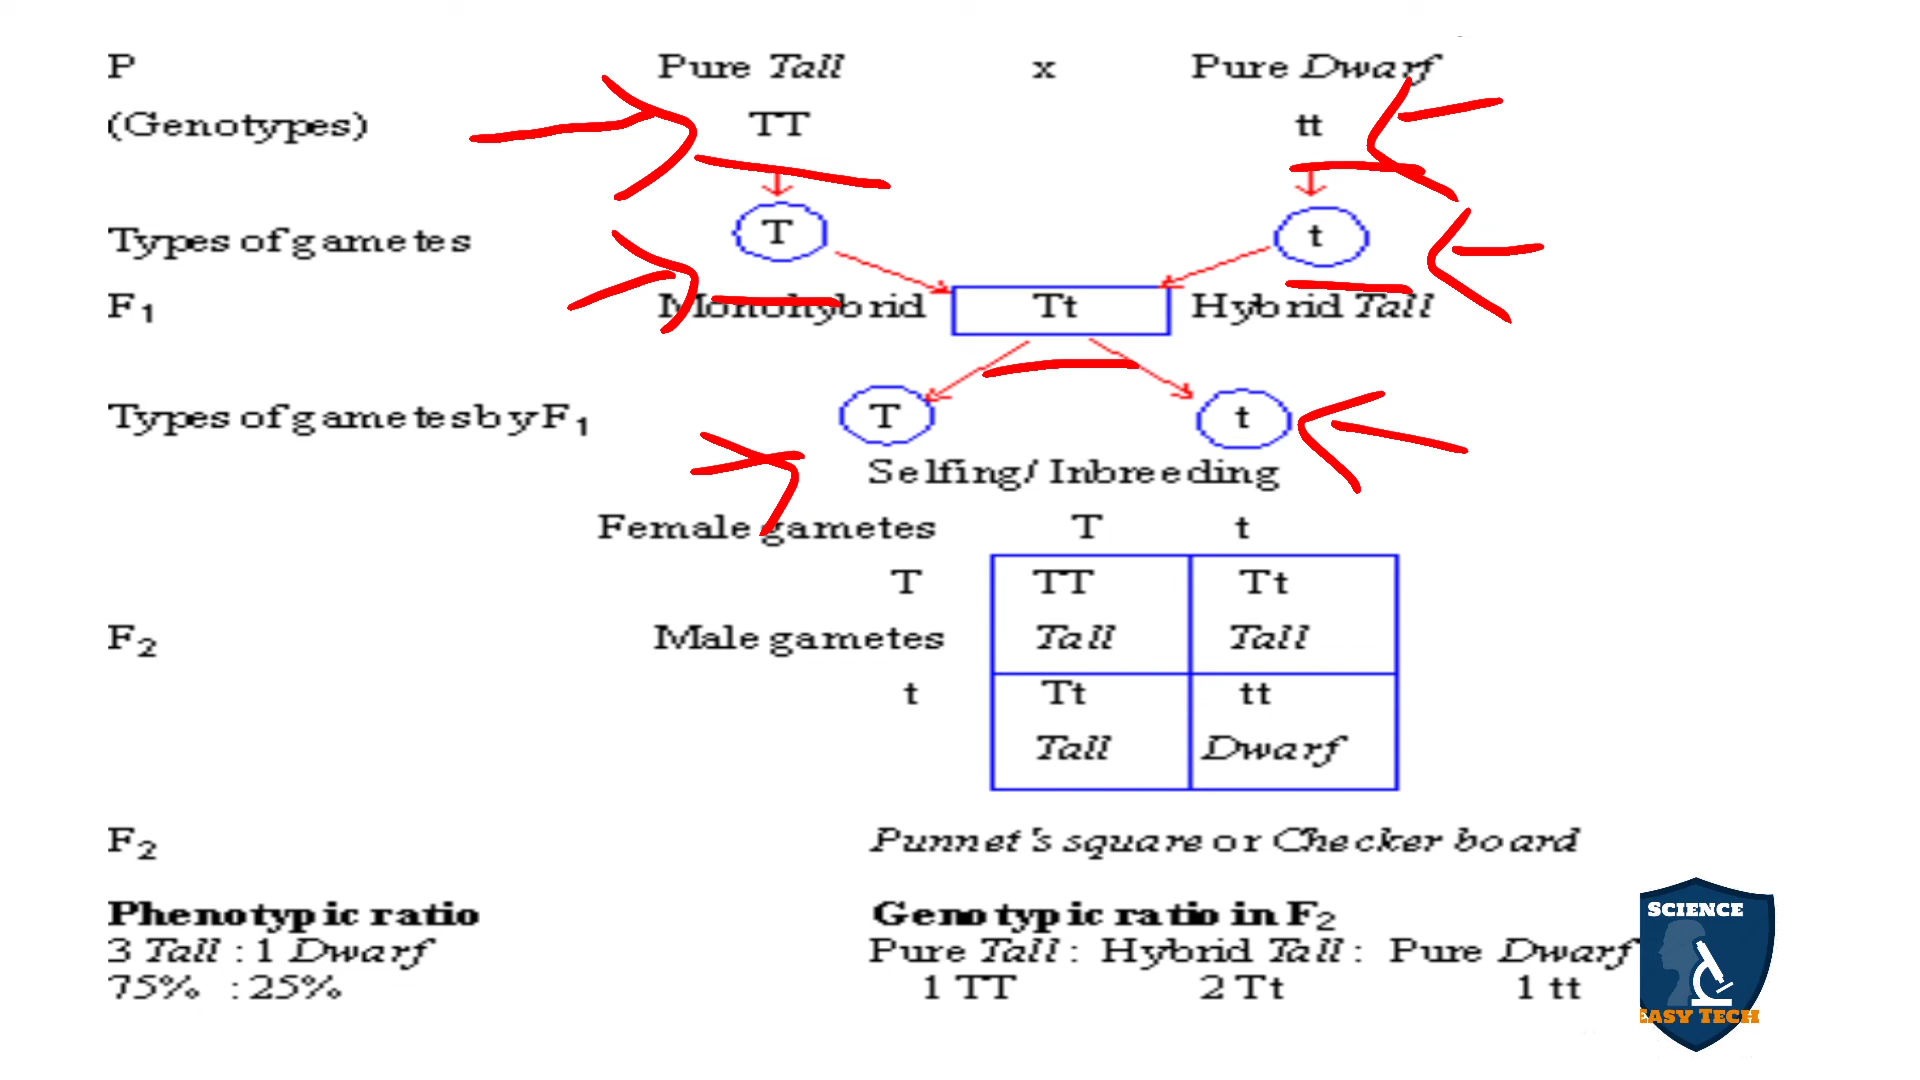 P Pure Tall x Pure Dwarf
(Genotypes) TT tt
Types of gametes T t
F1 Monohybrid Tt Hybrid Tall
Types of gametes by F1 T t
Selfing/ Inbreeding
Female gametes T t
T TT Tt
F2 Male gametes Tall Tall
t Tt tt
Tall Dwarf
F2 Punnet's square or Checker board
Phenotypic ratio Genotypic ratio in F2
3 Tall : 1 Dwarf Pure Tall : Hybrid Tall : Pure Dwarf
75% : 25% 1 TT 2 Tt 1 tt
SCIENCE
EASY TECH